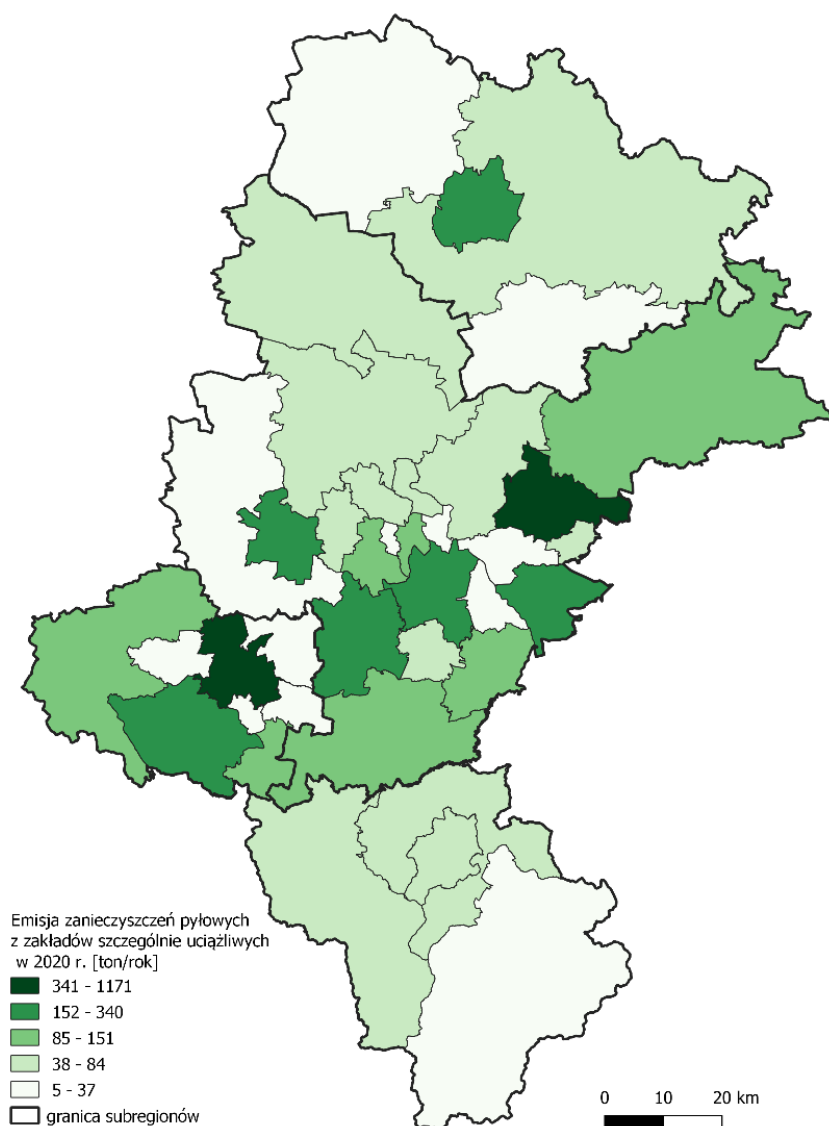 Emisja zanieczyszczeń pyłowych
z zakładów szczególnie uciążliwych
w 2020 r. [ton/rok]
341 - 1171
152 - 340
85 - 151
38 - 84
5 - 37
granica subregionów
0 10 20 km